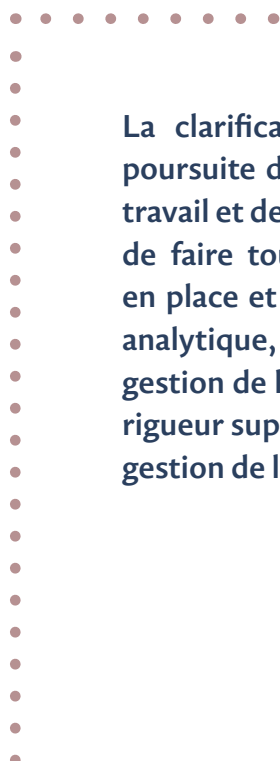 La clarifica
poursuite d
travail et de
de faire tou
en place et
analytique,
gestion de l
rigueur sup
gestion de l